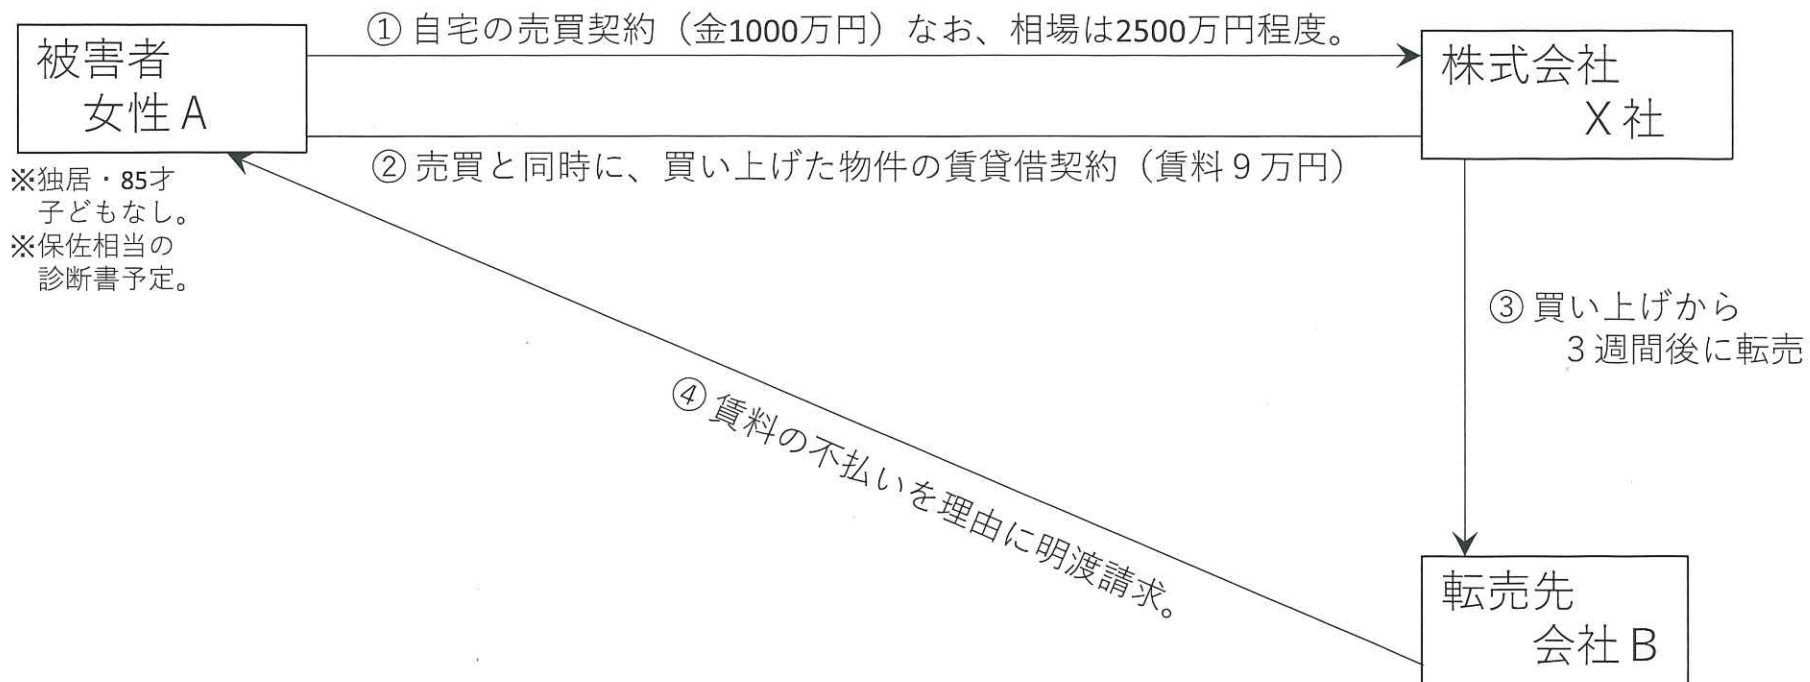 ① 自宅の売買契約（金1000万円）なお、相場は2500万円程度。
被害者
女性A
株式会社
X社
② 売買と同時に、買い上げた物件の賃貸借契約（賃料９万円）
※独居・85才
子どもなし。
※保佐相当の
診断書予定。
③ 買い上げから
３週間後に転売
④ 賃料の不払いを理由に明渡請求。
転売先
会社B